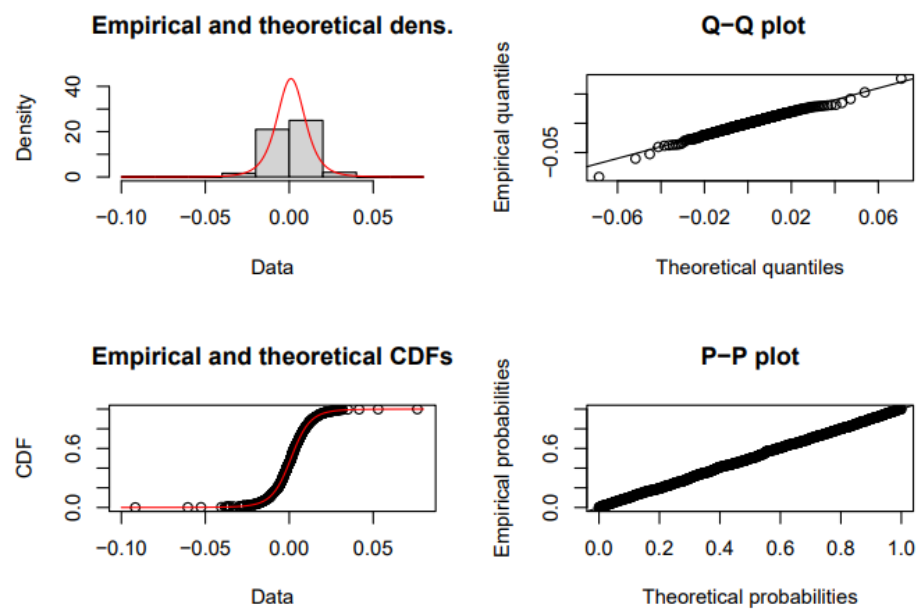 Empirical and theoretical dens.
Density
0 20 40
−0.10 −0.05 0.00 0.05
Data
Q−Q plot
Empirical quantiles
−0.05
−0.06 −0.02 0.02 0.06
Theoretical quantiles
Empirical and theoretical CDFs
CDF
0.0 0.6
−0.10 −0.05 0.00 0.05
Data
P−P plot
Empirical probabilities
0.0 0.6
0.0 0.2 0.4 0.6 0.8 1.0
Theoretical probabilities